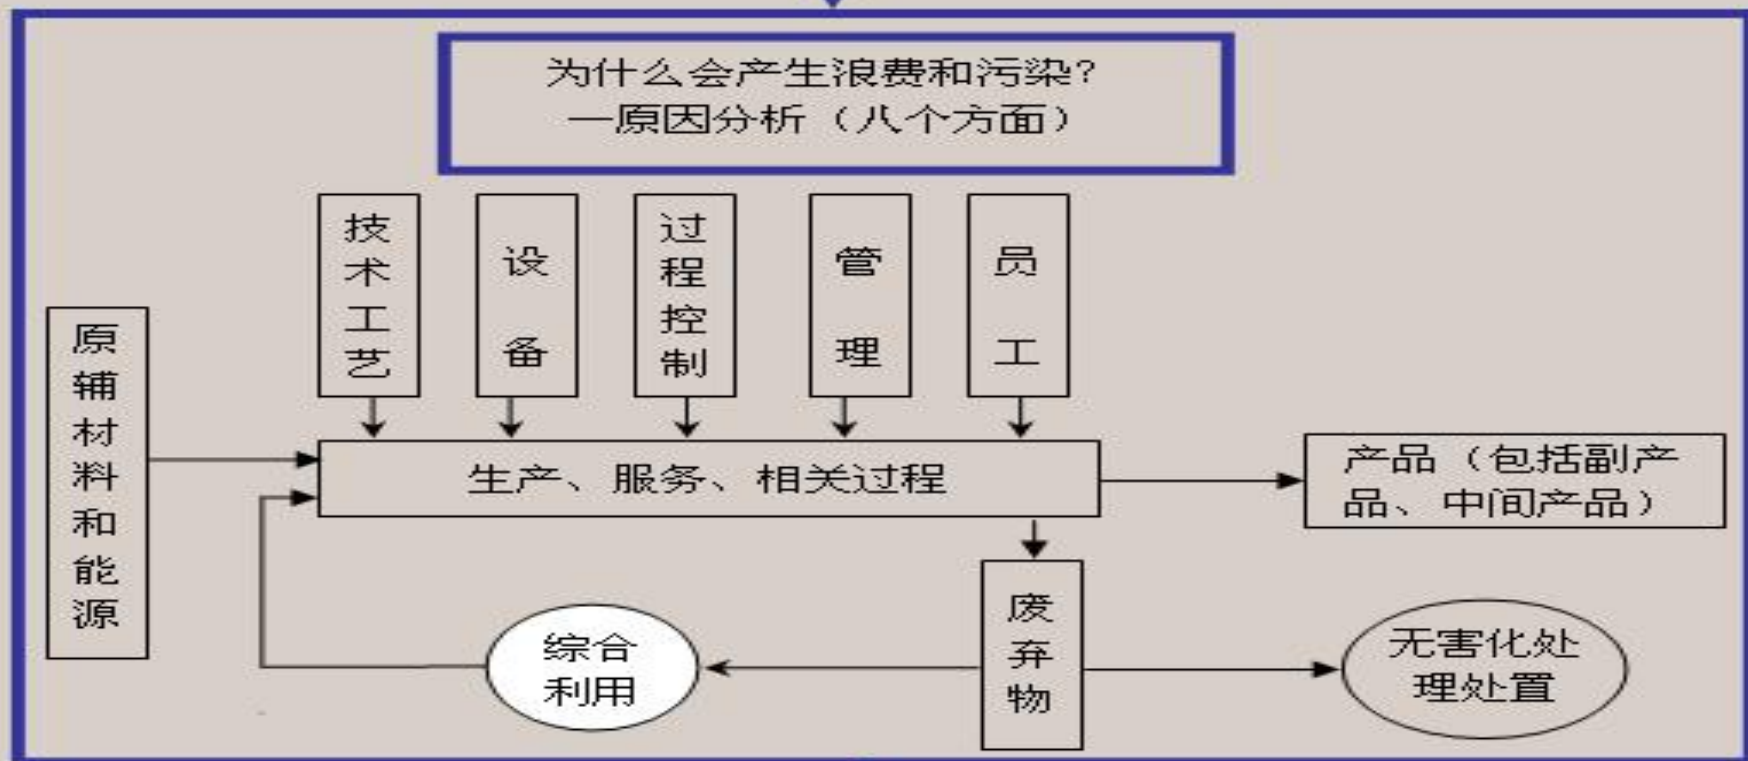 为什么会产生浪费和污染？
—原因分析（八个方面）
技术工艺
设备
过程控制
管理
员工
原辅材料和能源
生产、服务、相关过程
产品（包括副产
品、中间产品）
废弃物
综合
利用
无害化处
理处置